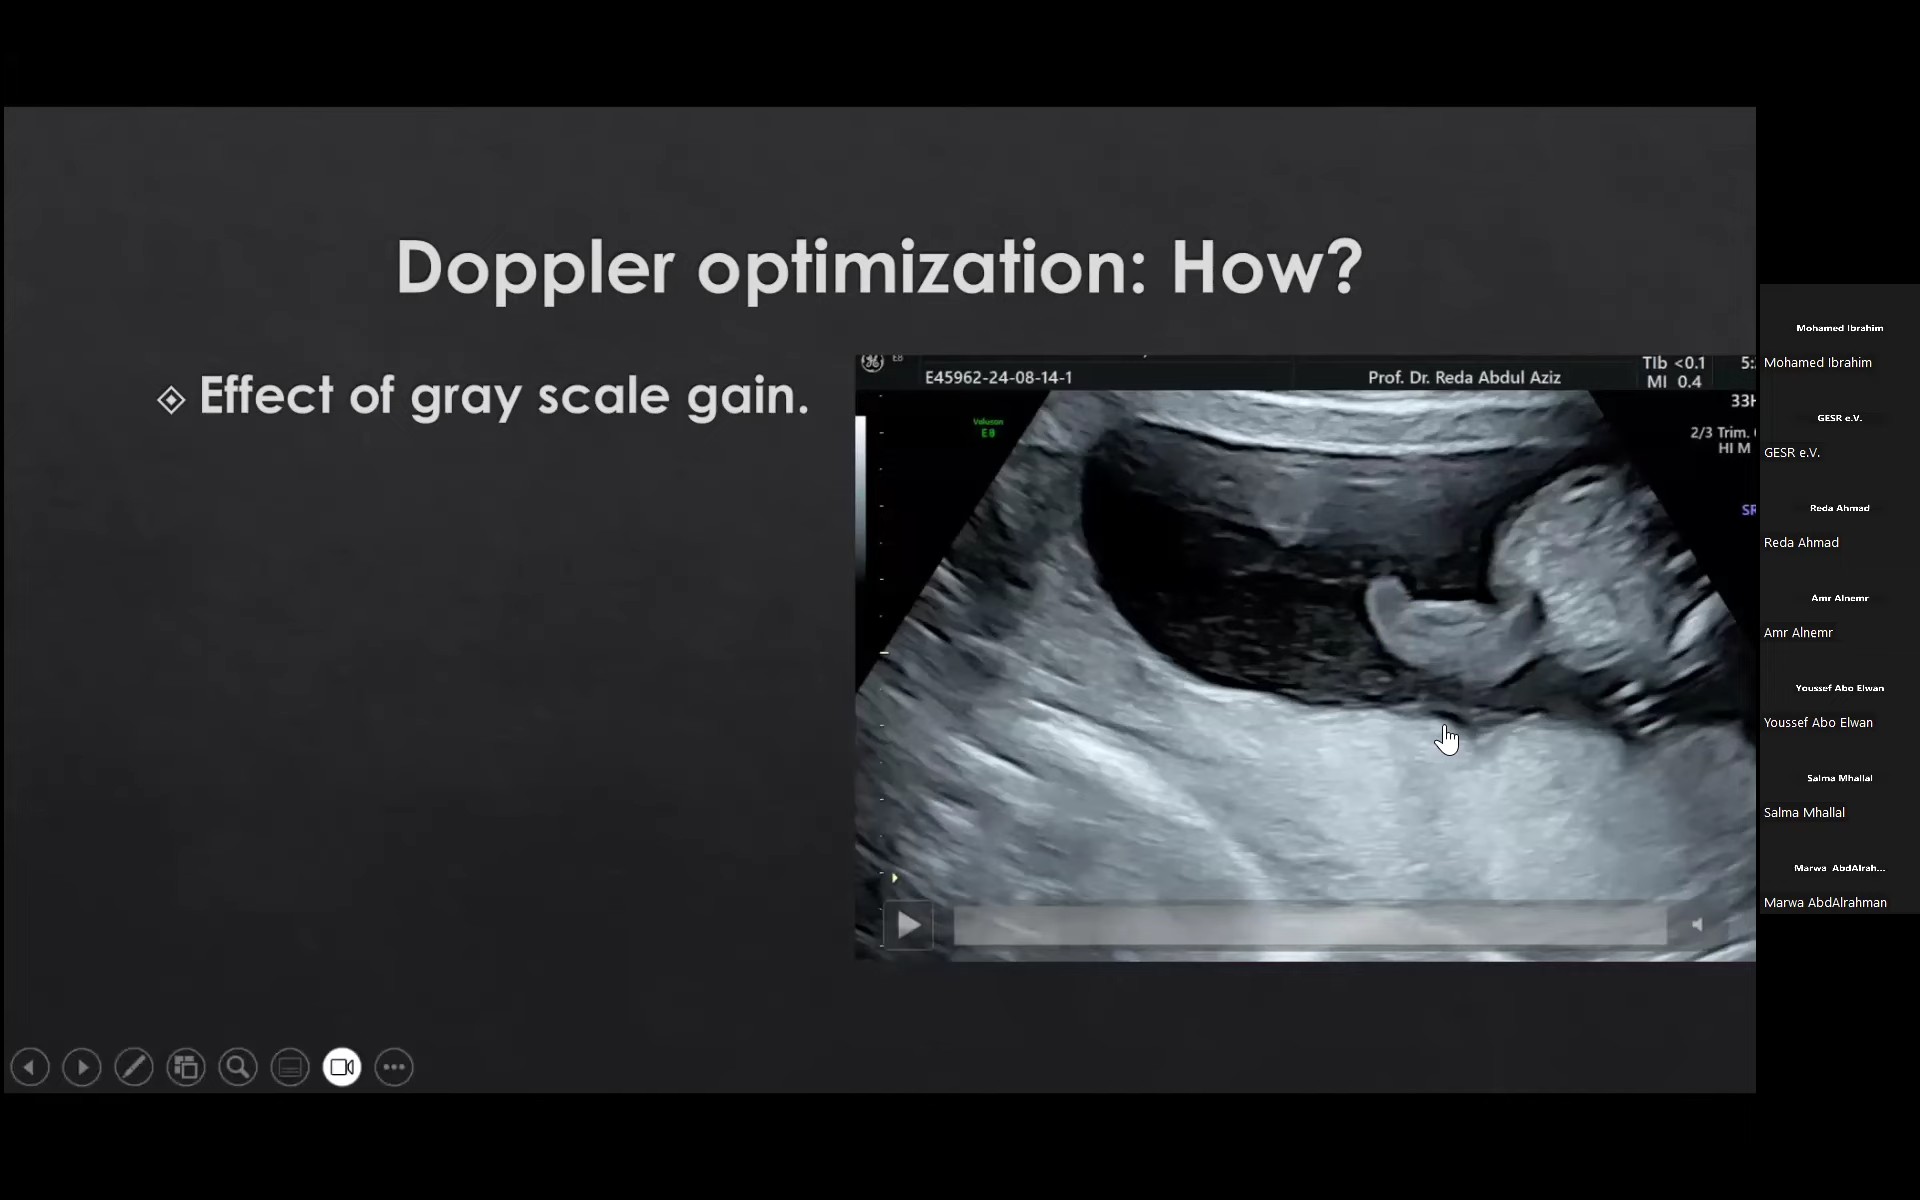 Doppler optimization: How?
Effect of gray scale gain.
E8
E45962-24-08-14-1
Prof. Dr. Reda Abdul Aziz
TIb <0.1
MI 0.4
Voluson
E8
2/3 Trim.
HI M
SR
Mohamed Ibrahim
Mohamed Ibrahim
GESR e.V.
GESR e.V.
Reda Ahmad
Reda Ahmad
Amr Alnemr
Amr Alnemr
Youssef Abo Elwan
Youssef Abo Elwan
Salma Mhallal
Salma Mhallal
Marwa AbdAlrah...
Marwa AbdAlrahman